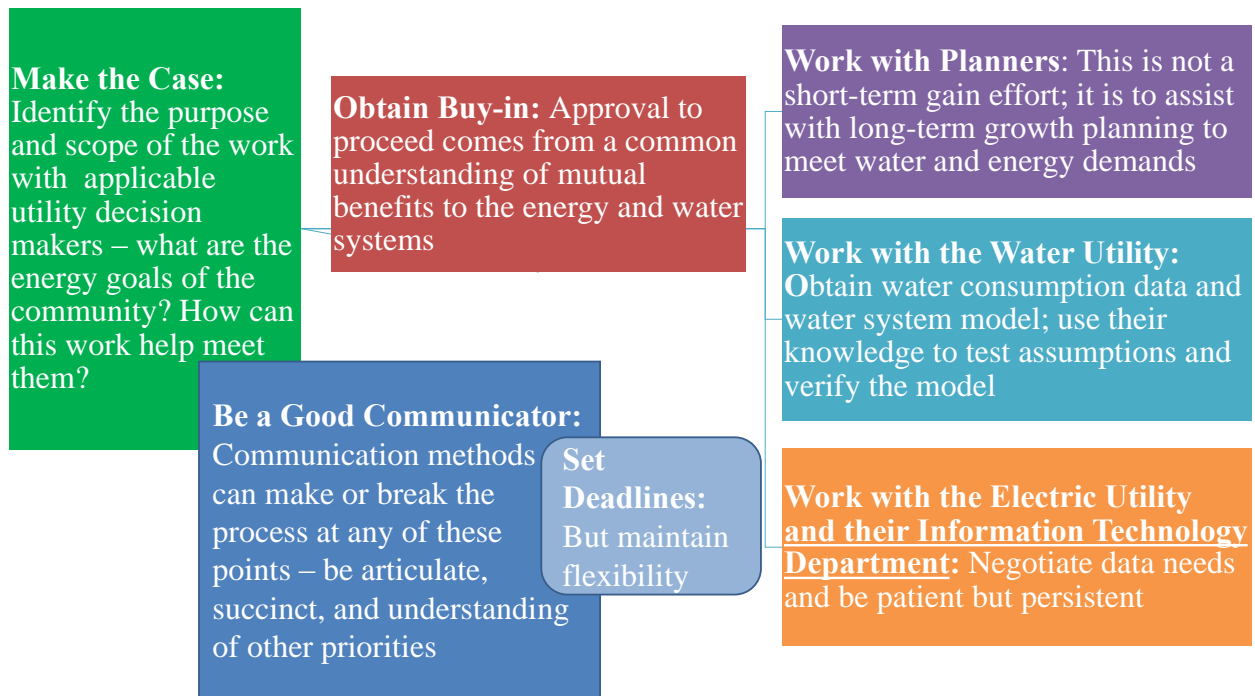 Make the Case:
Identify the purpose
and scope of the work
with  applicable
utility decision
makers – what are the
energy goals of the
community? How can
this work help meet
them?
Obtain Buy-in: Approval to
proceed comes from a common
understanding of mutual
benefits to the energy and water
systems
Work with Planners: This is not a
short-term gain effort; it is to assist
with long-term growth planning to
meet water and energy demands
Work with the Water Utility:
Obtain water consumption data and
water system model; use their
knowledge to test assumptions and
verify the model
Work with the Electric Utility
and their Information Technology
Department: Negotiate data needs
and be patient but persistent
Be a Good Communicator:
Communication methods
can make or break the
process at any of these
points – be articulate,
succinct, and understanding
of other priorities
Set
Deadlines:
But maintain
flexibility